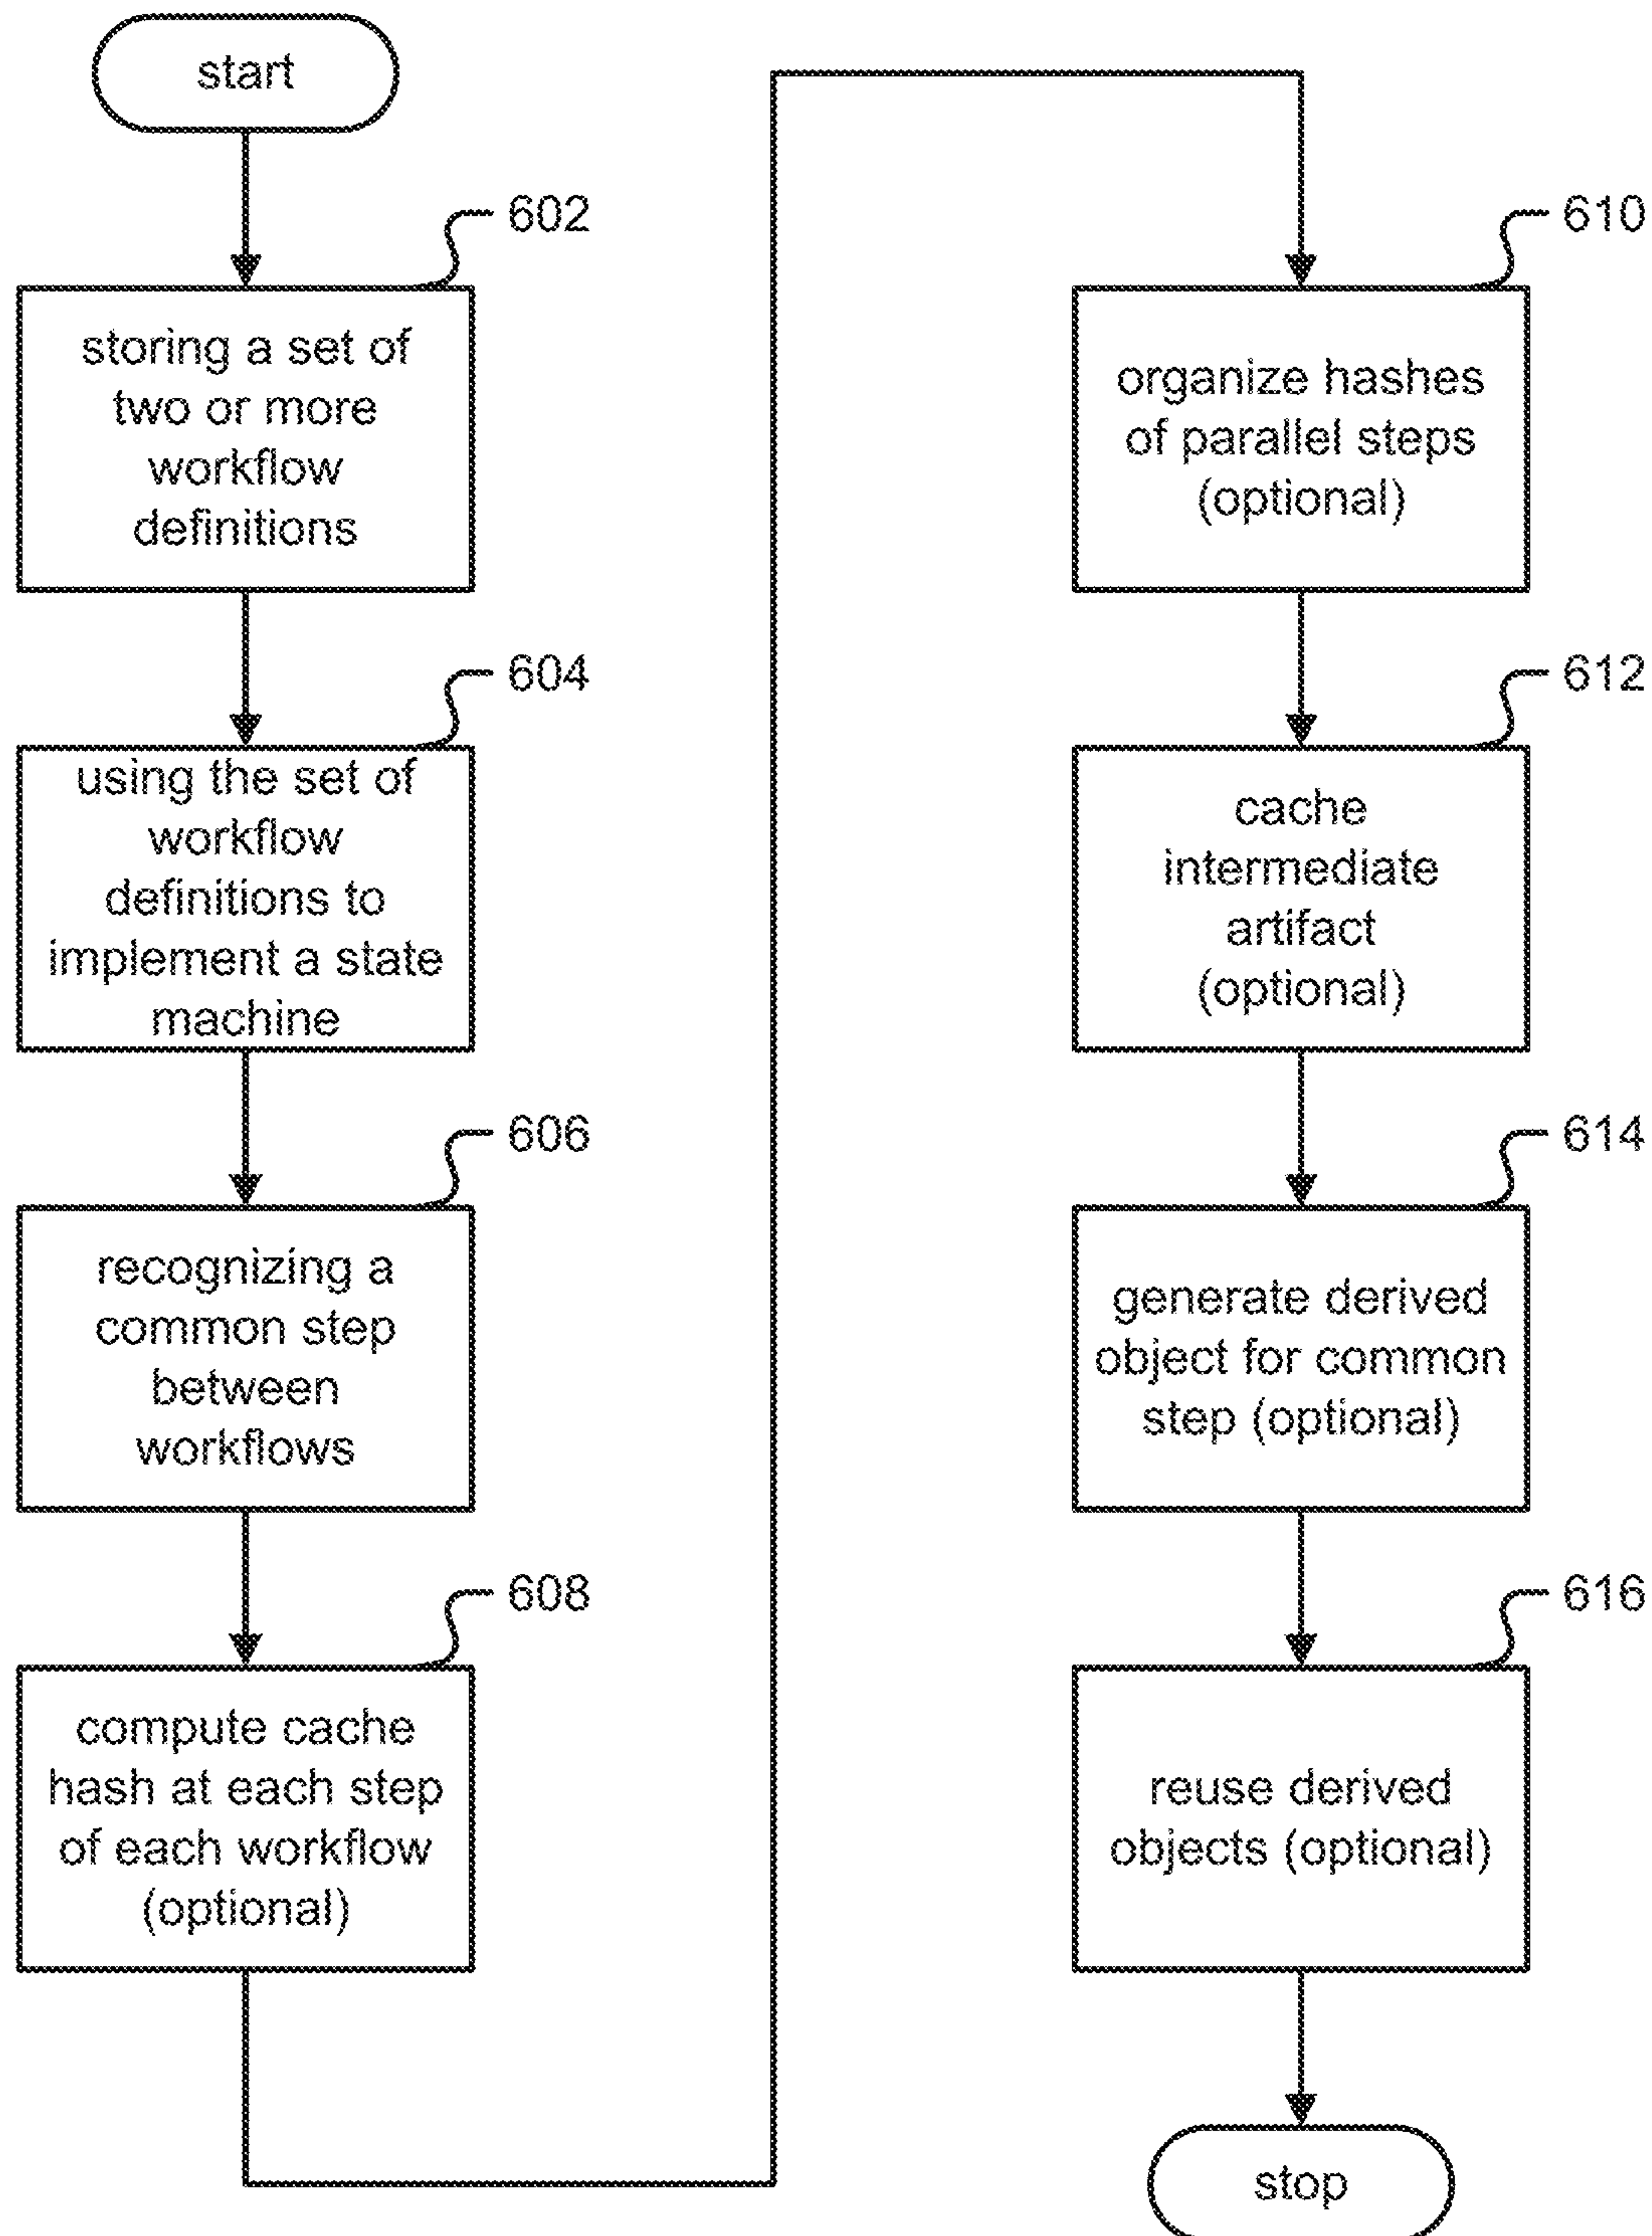 start
602
storing a set of
two or more
workflow
definitions
604
using the set of
workflow
definitions to
implement a state
machine
606
recognizing a
common step
between
workflows
608
compute cache
hash at each step
of each workflow
(optional)
610
organize hashes
of parallel steps
(optional)
612
cache
intermediate
artifact
(optional)
614
generate derived
object for common
step (optional)
616
reuse derived
objects (optional)
stop